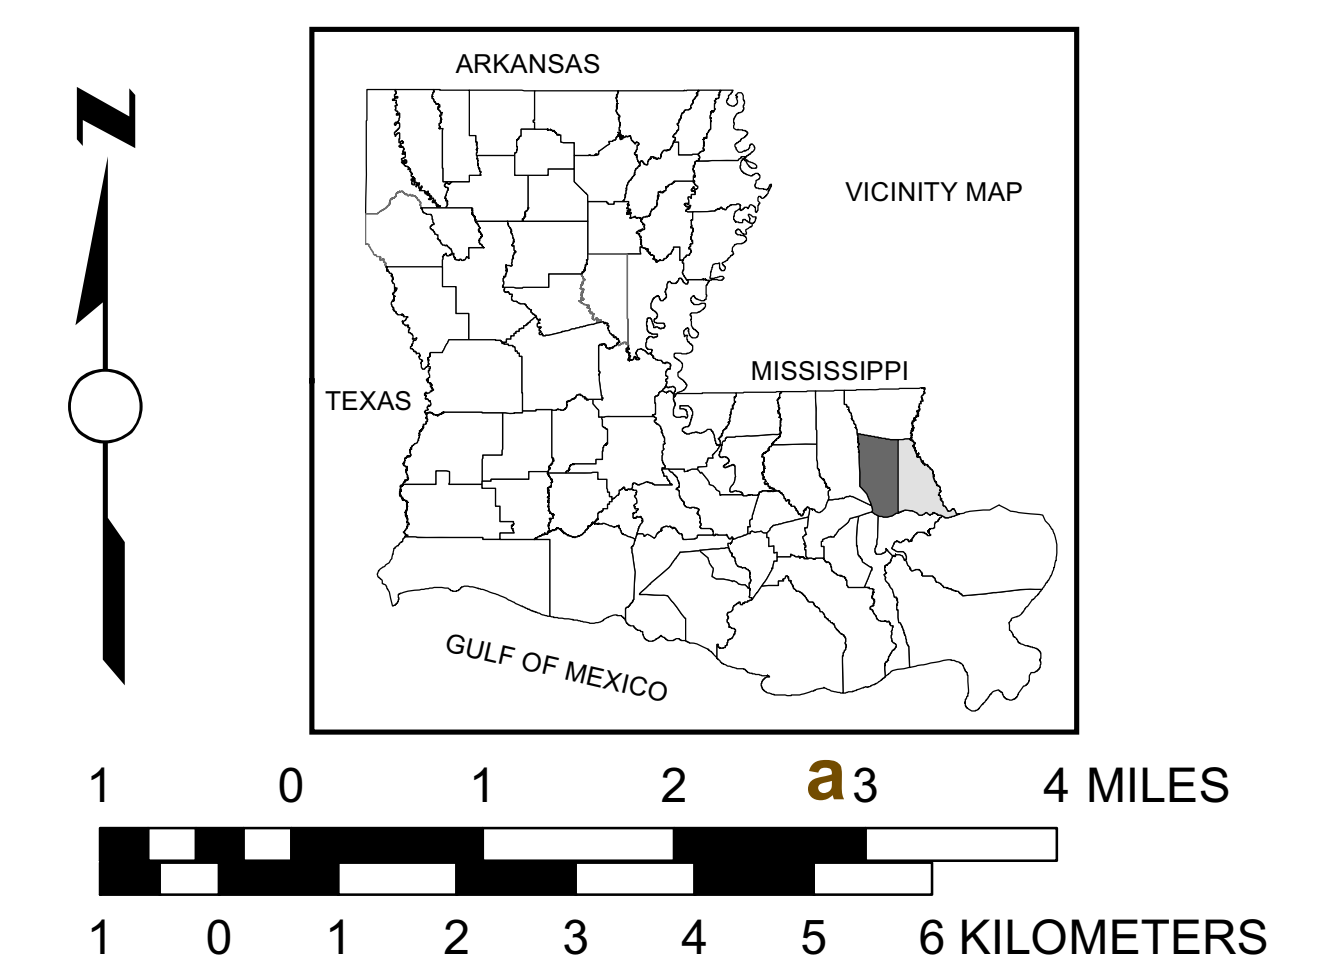 ARKANSAS
N
VICINITY MAP
MISSISSIPPI
TEXAS
GULF OF MEXICO
1 0 1 2 a 3 4 MILES
1 0 1 2 3 4 5 6 KILOMETERS